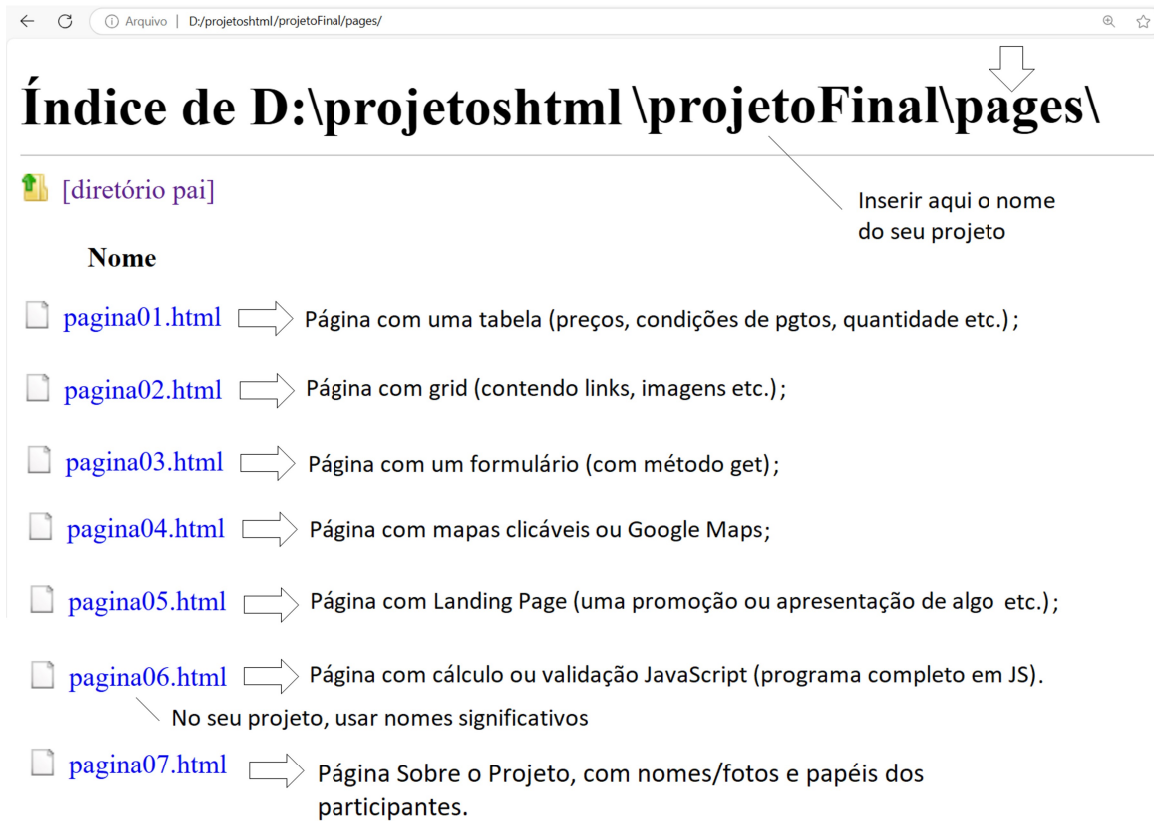 Arquivo | D:/projetoshtml/projetoFinal/pages/
Índice de D:\projetoshtml \projetoFinal\pages\
[diretório pai]
Inserir aqui o nome
do seu projeto
Nome
pagina01.html Página com uma tabela (preços, condições de pgtos, quantidade etc.);
pagina02.html Página com grid (contendo links, imagens etc.);
pagina03.html Página com um formulário (com método get);
pagina04.html Página com mapas clicáveis ou Google Maps;
pagina05.html Página com Landing Page (uma promoção ou apresentação de algo etc.);
pagina06.html Página com cálculo ou validação JavaScript (programa completo em JS).
No seu projeto, usar nomes significativos
pagina07.html Página Sobre o Projeto, com nomes/fotos e papéis dos
participantes.